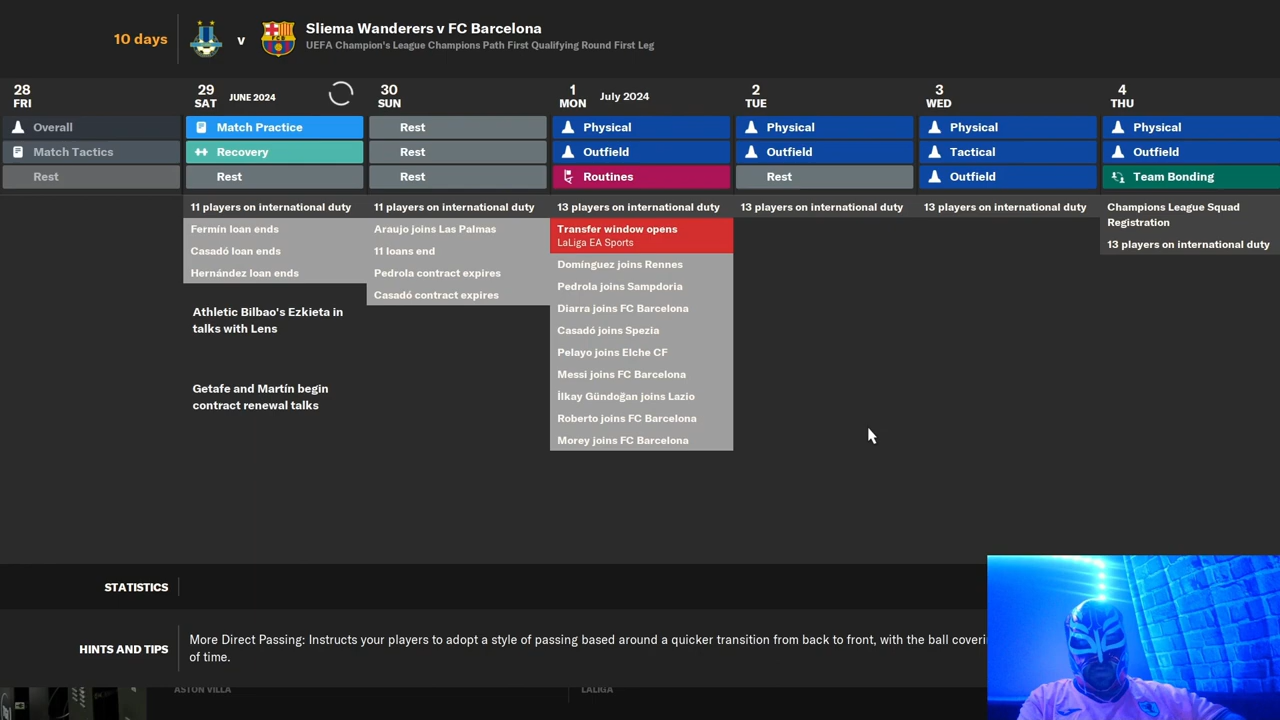 10 days
v
Sliema Wanderers v FC Barcelona
UEFA Champion's League Champions Path First Qualifying Round First Leg
28
FRI
29
SAT
JUNE 2024
30
SUN
1
MON
July 2024
2
TUE
3
WED
4
THU
Overall
Match Practice
Rest
Physical
Physical
Physical
Physical
Match Tactics
Recovery
Rest
Outfield
Outfield
Tactical
Outfield
Rest
Rest
Rest
Routines
Rest
Outfield
Team Bonding
11 players on international duty
Fermín loan ends
Casadó loan ends
Hernández loan ends
Athletic Bilbao's Ezkieta in
talks with Lens
Getafe and Martín begin
contract renewal talks
11 players on international duty
Araujo joins Las Palmas
11 loans end
Pedrola contract expires
Casadó contract expires
13 players on international duty
Transfer window opens
LaLiga EA Sports
Domínguez joins Rennes
Pedrola joins Sampdoria
Diarra joins FC Barcelona
Casadó joins Spezia
Pelayo joins Elche CF
Messi joins FC Barcelona
İlkay Gündoğan joins Lazio
Roberto joins FC Barcelona
Morey joins FC Barcelona
13 players on international duty
13 players on international duty
Champions League Squad
Registration
13 players on international duty
STATISTICS
HINTS AND TIPS
More Direct Passing: Instructs your players to adopt a style of passing based around a quicker transition from back to front, with the ball coveri
of time.
ASTON VILLA
LALIGA